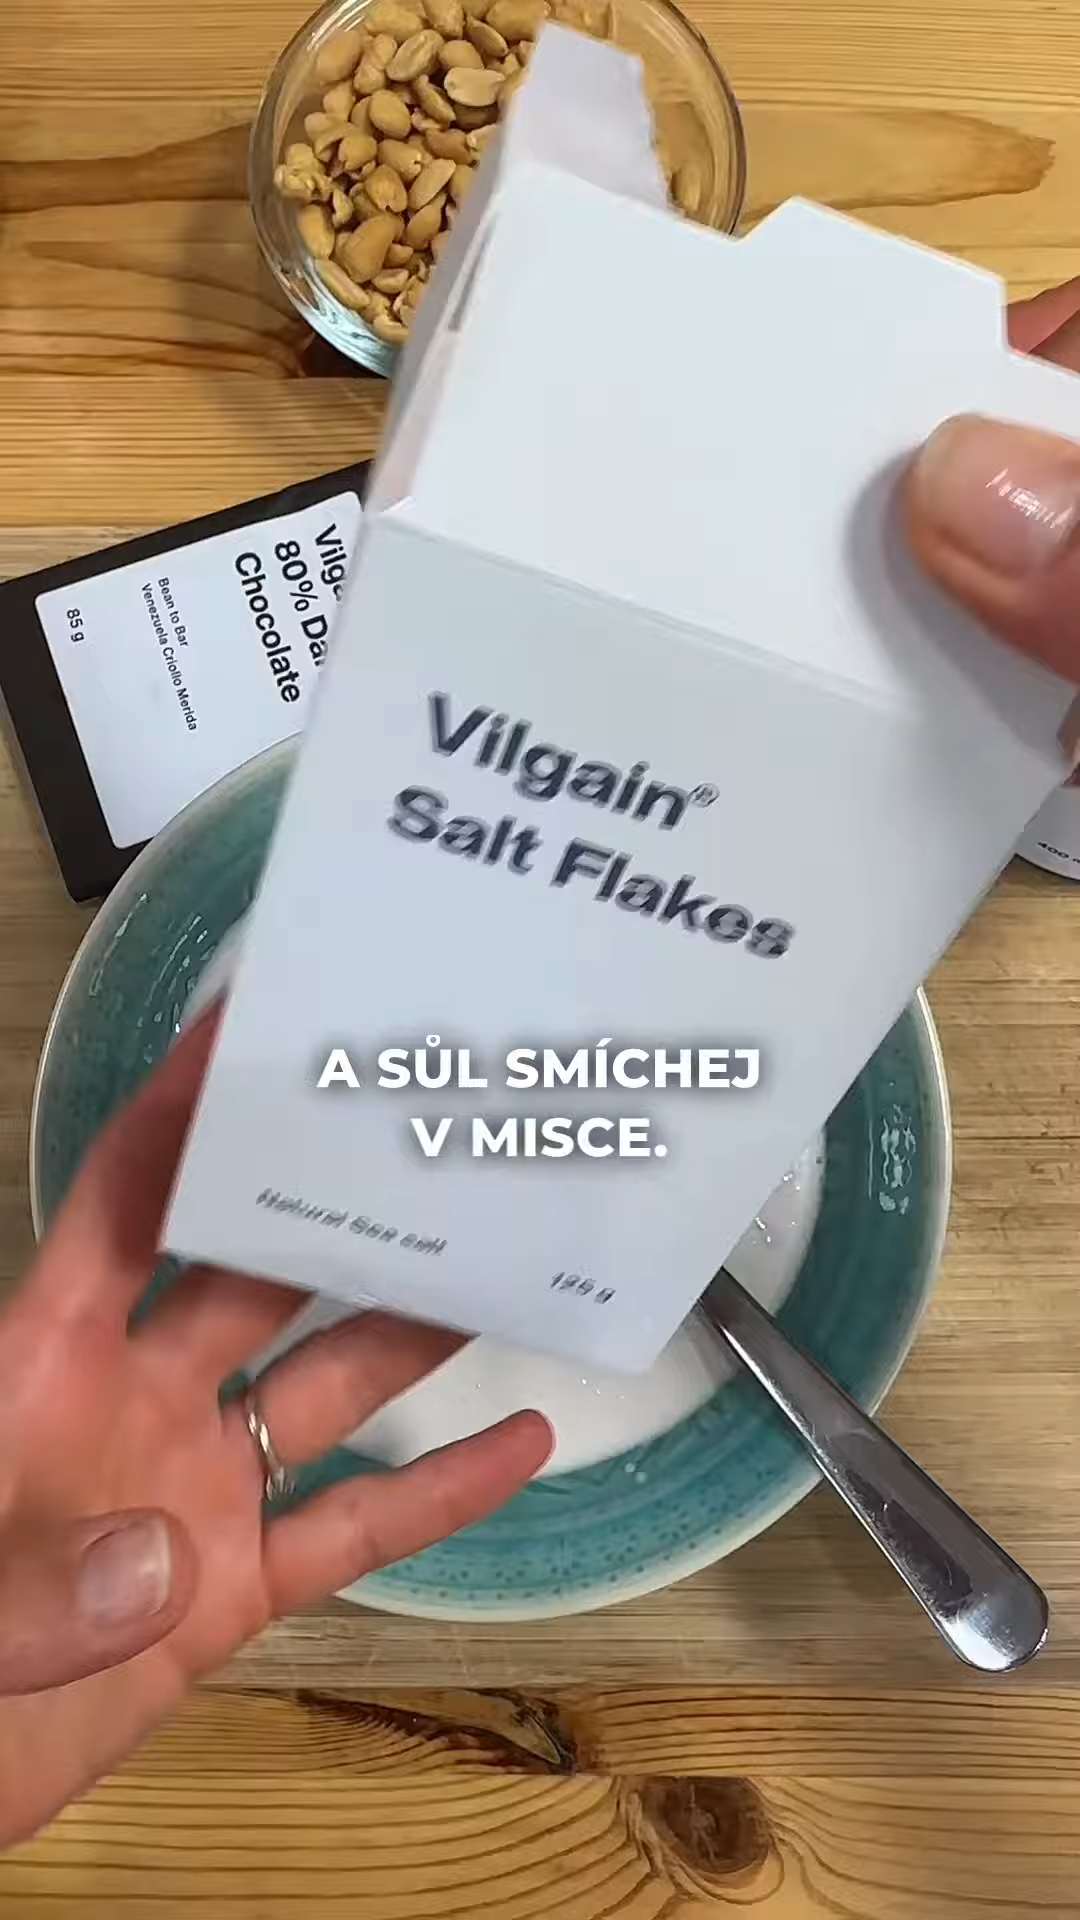 Vilgain®
Salt Flakes
Natural Sea salt
Chocolate
80% Da
Vilga
Bean to Bar
Venezuela Criollo Merida
85 g
A SŮL SMÍCHEJ
V MISCE.